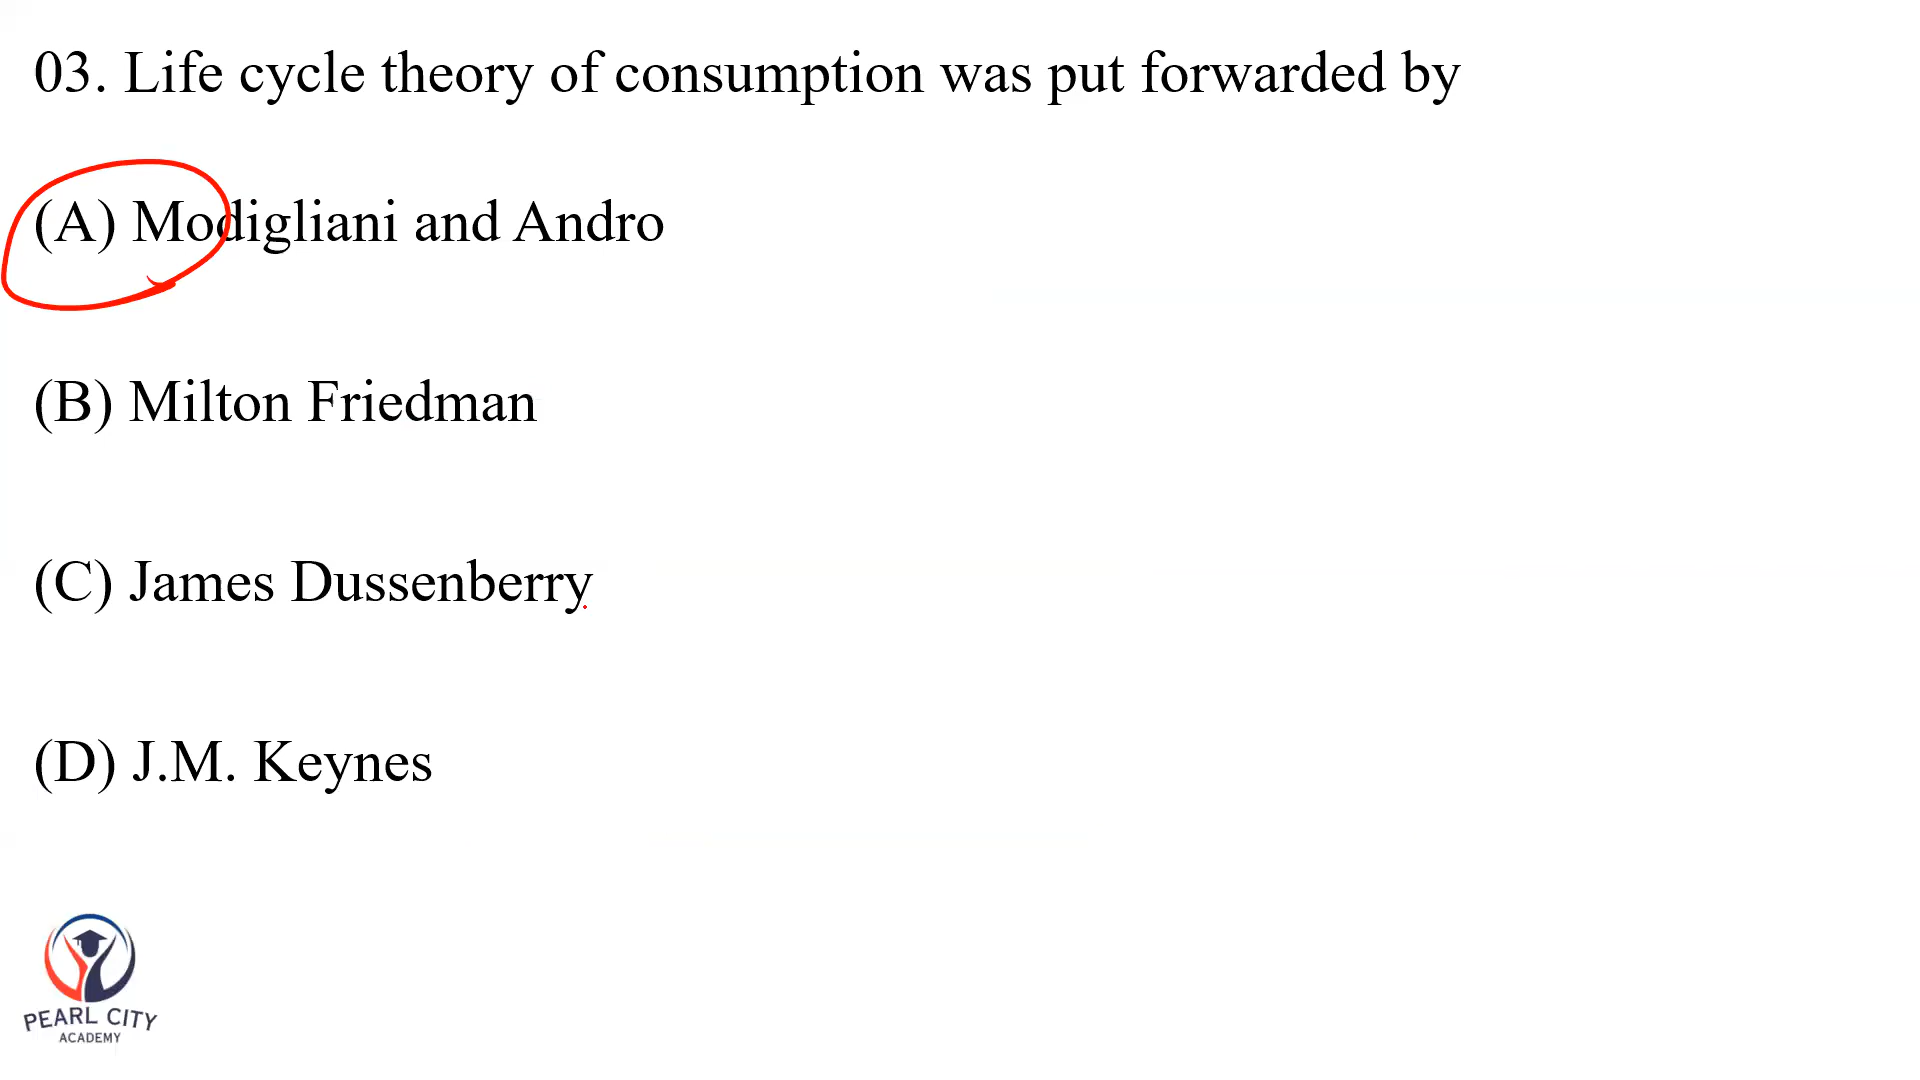 03. Life cycle theory of consumption was put forwarded by
(A) Modigliani and Andro
(B) Milton Friedman
(C) James Dussenberry
(D) J.M. Keynes
PEARL CITY
ACADEMY